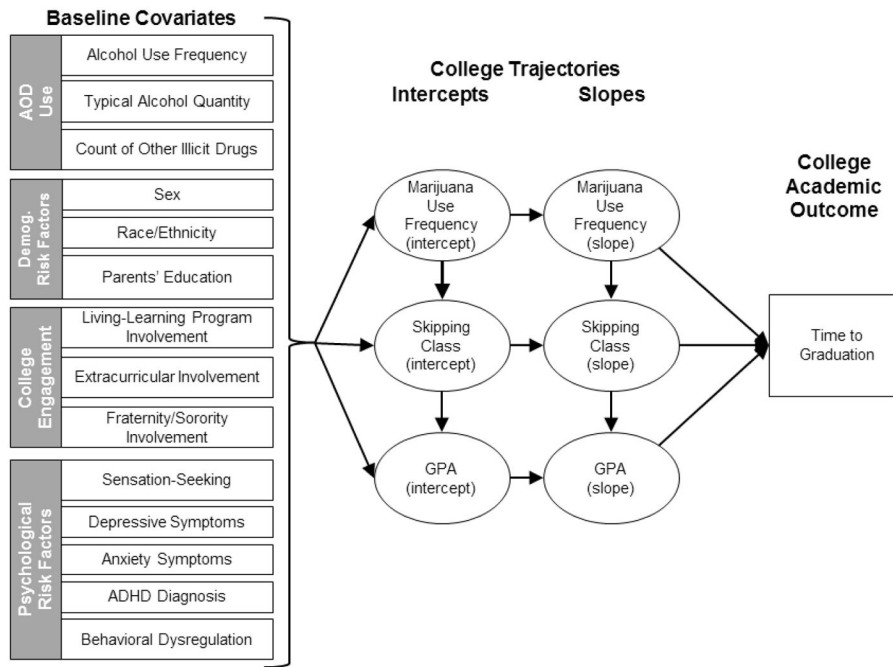 Baseline Covariates
AOD
Use
Alcohol Use Frequency
Typical Alcohol Quantity
Count of Other Illicit Drugs
Demog.
Risk Factors
Sex
Race/Ethnicity
Parents' Education
College
Engagement
Living-Learning Program
Involvement
Extracurricular Involvement
Fraternity/Sorority
Involvement
Psychological
Risk Factors
Sensation-Seeking
Depressive Symptoms
Anxiety Symptoms
ADHD Diagnosis
Behavioral Dysregulation
College Trajectories
Intercepts
Slopes
Marijuana
Use
Frequency
(intercept)
Marijuana
Use
Frequency
(slope)
Skipping
Class
(intercept)
Skipping
Class
(slope)
GPA
(intercept)
GPA
(slope)
College
Academic
Outcome
Time to
Graduation